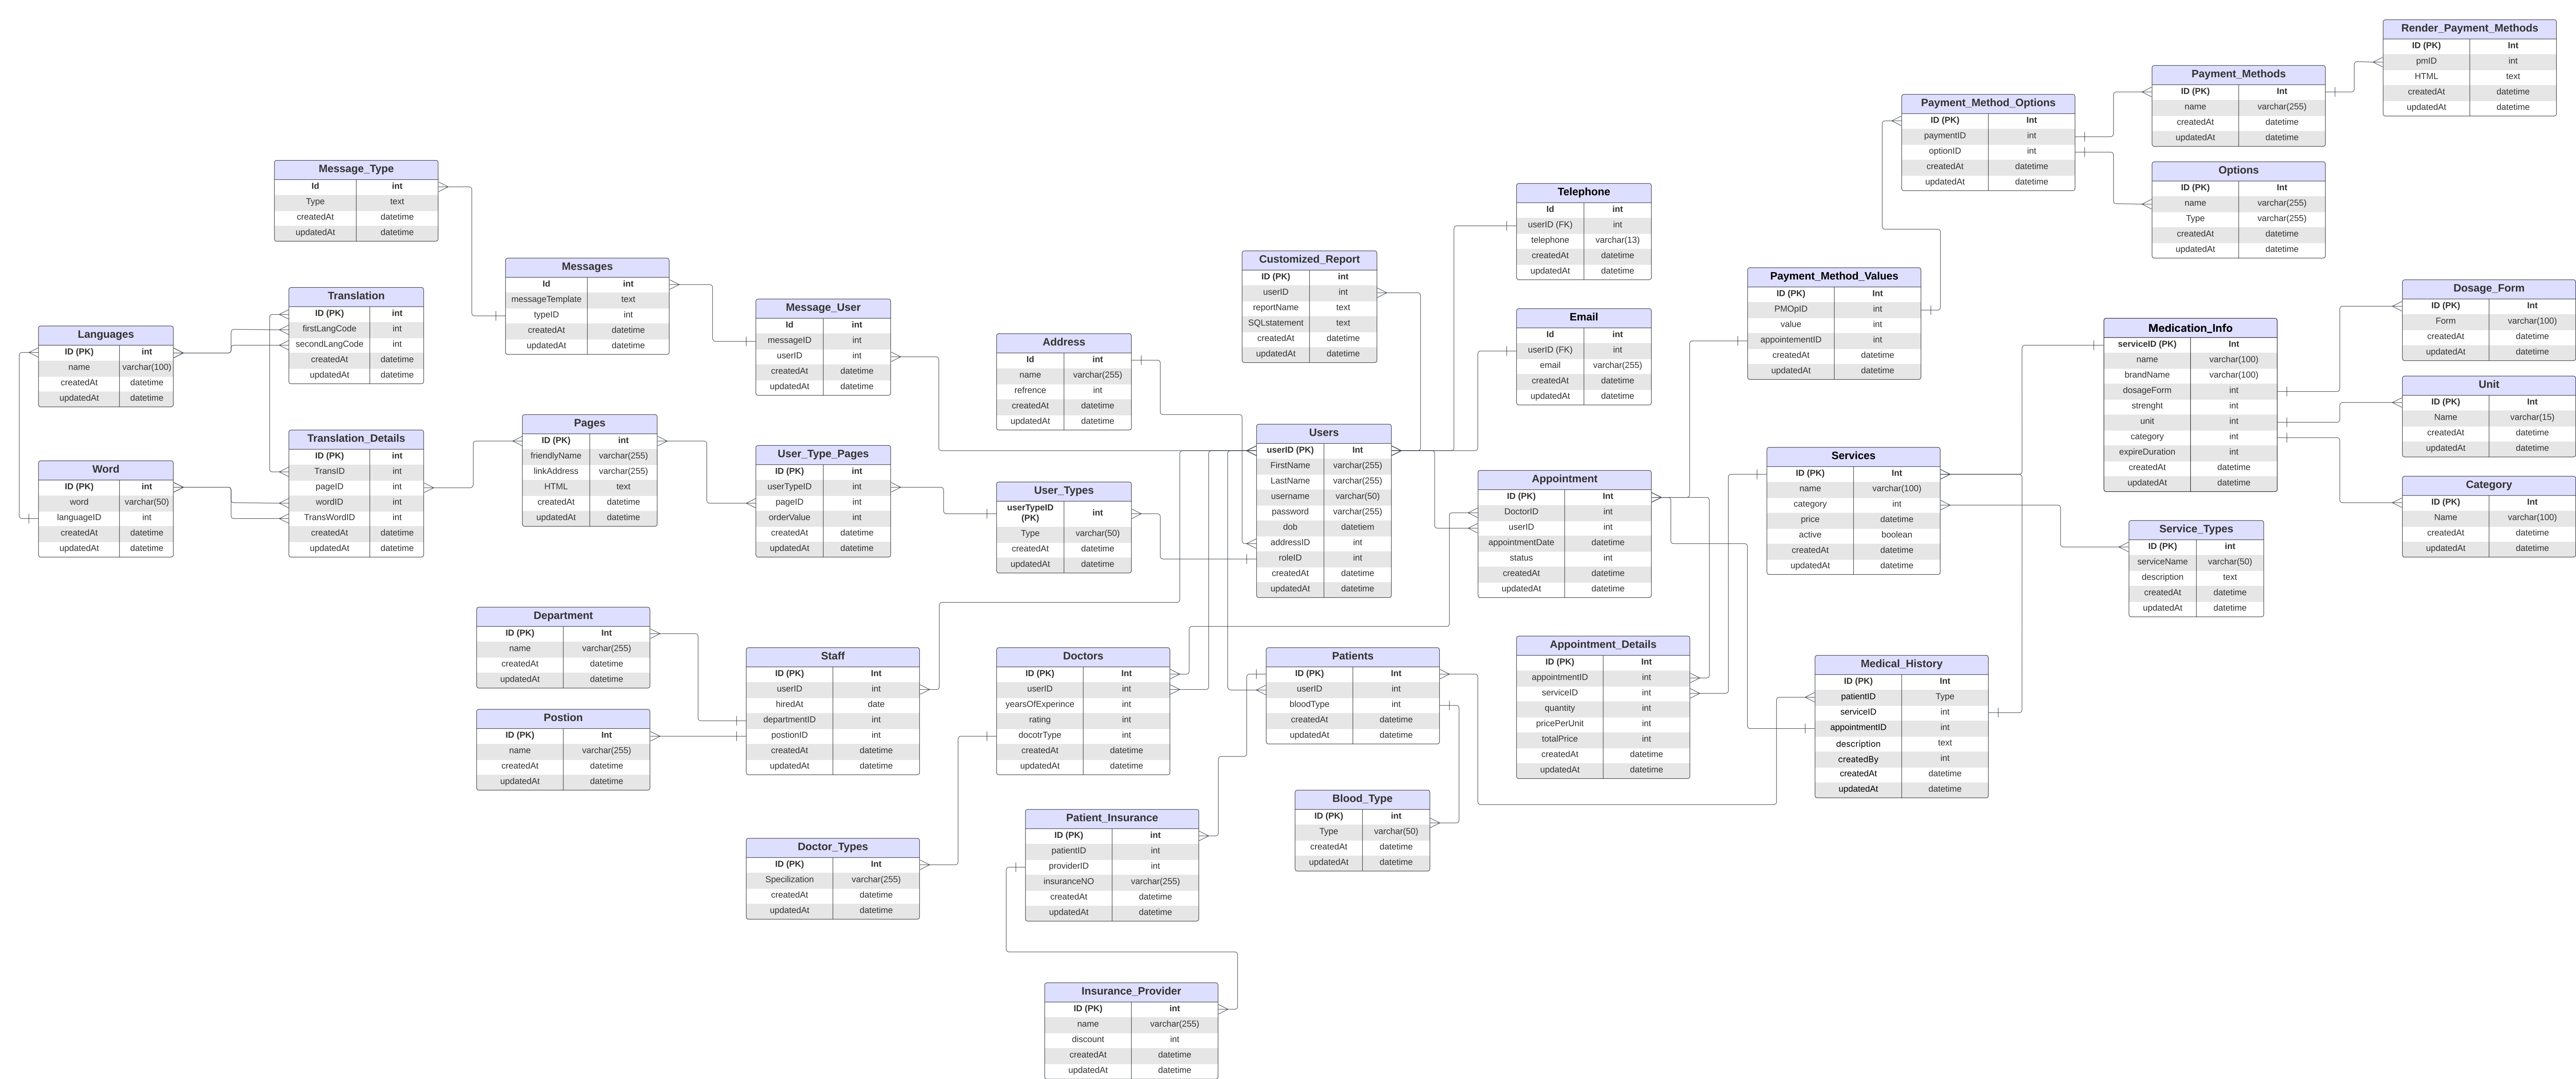 Render_Payment_Methods
ID (PK) Int
pmID int
HTML text
createdAt datetime
updatedAt datetime
Payment_Methods
ID (PK) Int
name varchar(255)
createdAt datetime
updatedAt datetime
Payment_Method_Options
ID (PK) Int
paymentID int
optionID int
createdAt datetime
updatedAt datetime
Options
ID (PK) Int
name varchar(255)
Type varchar(255)
createdAt datetime
updatedAt datetime
Message_Type
Id int
Type text
createdAt datetime
updatedAt datetime
Telephone
Id int
userID (FK) int
telephone varchar(13)
createdAt datetime
updatedAt datetime
Messages
Id int
messageTemplate text
typeID int
createdAt datetime
updatedAt datetime
Customized_Report
ID (PK) int
userID int
reportName text
SQLstatement text
createdAt datetime
updatedAt datetime
Payment_Method_Values
ID (PK) Int
PMOpID int
value int
appointementID int
createdAt datetime
updatedAt datetime
Dosage_Form
ID (PK) Int
Form varchar(100)
createdAt datetime
updatedAt datetime
Translation
ID (PK) int
firstLangCode int
secondLangCode int
createdAt datetime
updatedAt datetime
Message_User
Id int
messageID int
userID int
createdAt datetime
updatedAt datetime
Email
Id int
userID (FK) int
email varchar(255)
createdAt datetime
updatedAt datetime
Medication_Info
serviceID (PK) Int
name varchar(100)
brandName varchar(100)
dosageForm int
strenght int
unit int
category int
expireDuration int
createdAt datetime
updatedAt datetime
Languages
ID (PK) int
name varchar(100)
createdAt datetime
updatedAt datetime
Address
Id int
name varchar(255)
refrence int
createdAt datetime
updatedAt datetime
Unit
ID (PK) Int
Name varchar(15)
createdAt datetime
updatedAt datetime
Pages
ID (PK) int
friendlyName varchar(255)
linkAddress varchar(255)
HTML text
createdAt datetime
updatedAt datetime
Users
userID (PK) Int
FirstName varchar(255)
LastName varchar(255)
username varchar(50)
password varchar(255)
dob datetiem
addressID int
roleID int
createdAt datetime
updatedAt datetime
Translation_Details
ID (PK) int
TransID int
pageID int
wordID int
TransWordID int
createdAt datetime
updatedAt datetime
User_Type_Pages
ID (PK) int
userTypeID int
pageID int
orderValue int
createdAt datetime
updatedAt datetime
Services
ID (PK) Int
name varchar(100)
category int
price datetime
active boolean
createdAt datetime
updatedAt datetime
Word
ID (PK) int
word varchar(50)
languageID int
createdAt datetime
updatedAt datetime
Appointment
ID (PK) Int
DoctorID int
userID int
appointmentDate datetime
status int
createdAt datetime
updatedAt datetime
Category
ID (PK) Int
Name varchar(100)
createdAt datetime
updatedAt datetime
User_Types
userTypeID
(PK) int
Type varchar(50)
createdAt datetime
updatedAt datetime
Service_Types
ID (PK) int
serviceName varchar(50)
description text
createdAt datetime
updatedAt datetime
Department
ID (PK) Int
name varchar(255)
createdAt datetime
updatedAt datetime
Appointment_Details
ID (PK) Int
appointmentID int
serviceID int
quantity int
pricePerUnit int
totalPrice int
createdAt datetime
updatedAt datetime
Staff
ID (PK) Int
userID int
hiredAt date
departmentID int
postionID int
createdAt datetime
updatedAt datetime
Doctors
ID (PK) Int
userID int
yearsOfExperince int
rating int
docotrType int
createdAt datetime
updatedAt datetime
Patients
ID (PK) Int
userID int
bloodType int
createdAt datetime
updatedAt datetime
Medical_History
ID (PK) Int
patientID Type
serviceID int
appointmentID int
description text
createdBy int
createdAt datetime
updatedAt datetime
Postion
ID (PK) Int
name varchar(255)
createdAt datetime
updatedAt datetime
Blood_Type
ID (PK) int
Type varchar(50)
createdAt datetime
updatedAt datetime
Patient_Insurance
ID (PK) int
patientID int
providerID int
insuranceNO varchar(255)
createdAt datetime
updatedAt datetime
Doctor_Types
ID (PK) Int
Specilization varchar(255)
createdAt datetime
updatedAt datetime
Insurance_Provider
ID (PK) int
name varchar(255)
discount int
createdAt datetime
updatedAt datetime